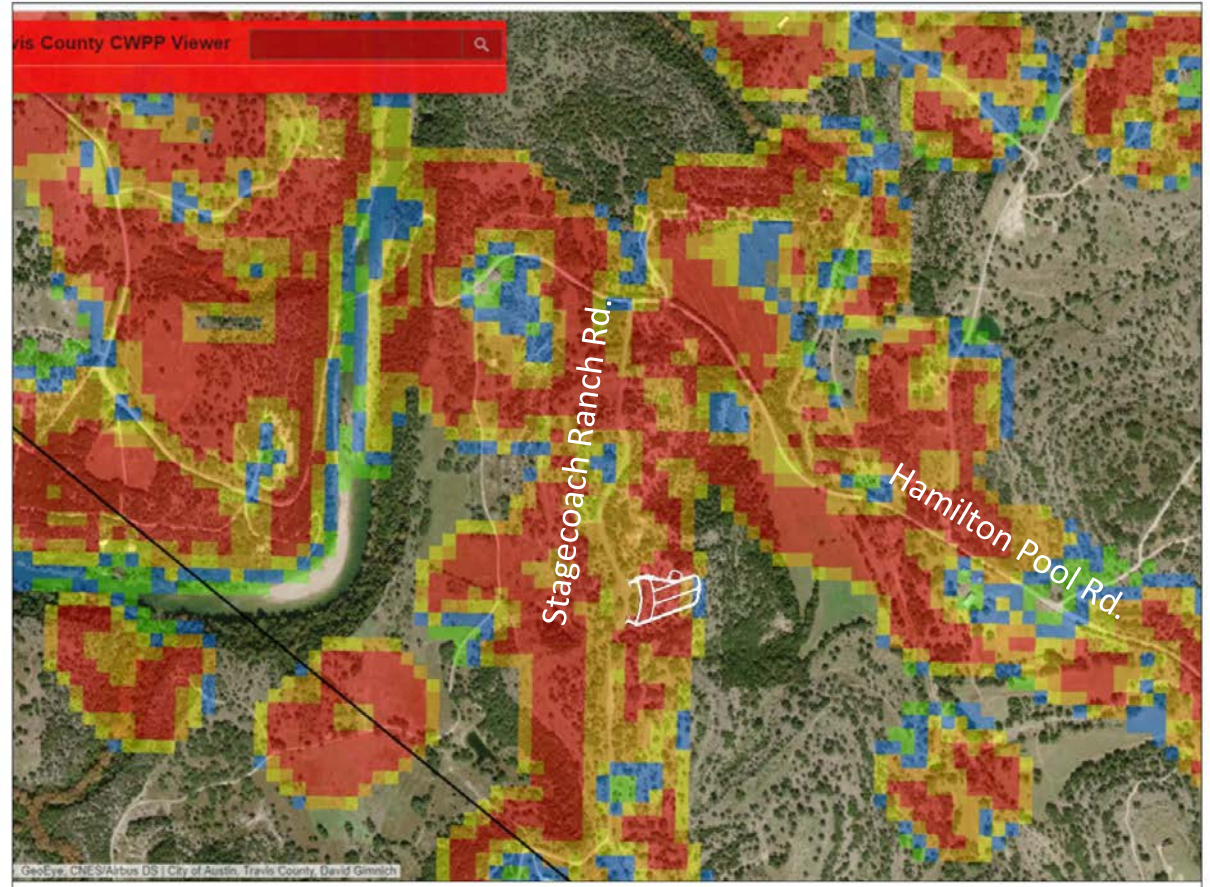 vis County CWPP Viewer
Stagecoach Ranch Rd.
Hamilton Pool Rd.
GeoEye, CNES/Airbus DS | City of Austin, Travis County, David Gimnich